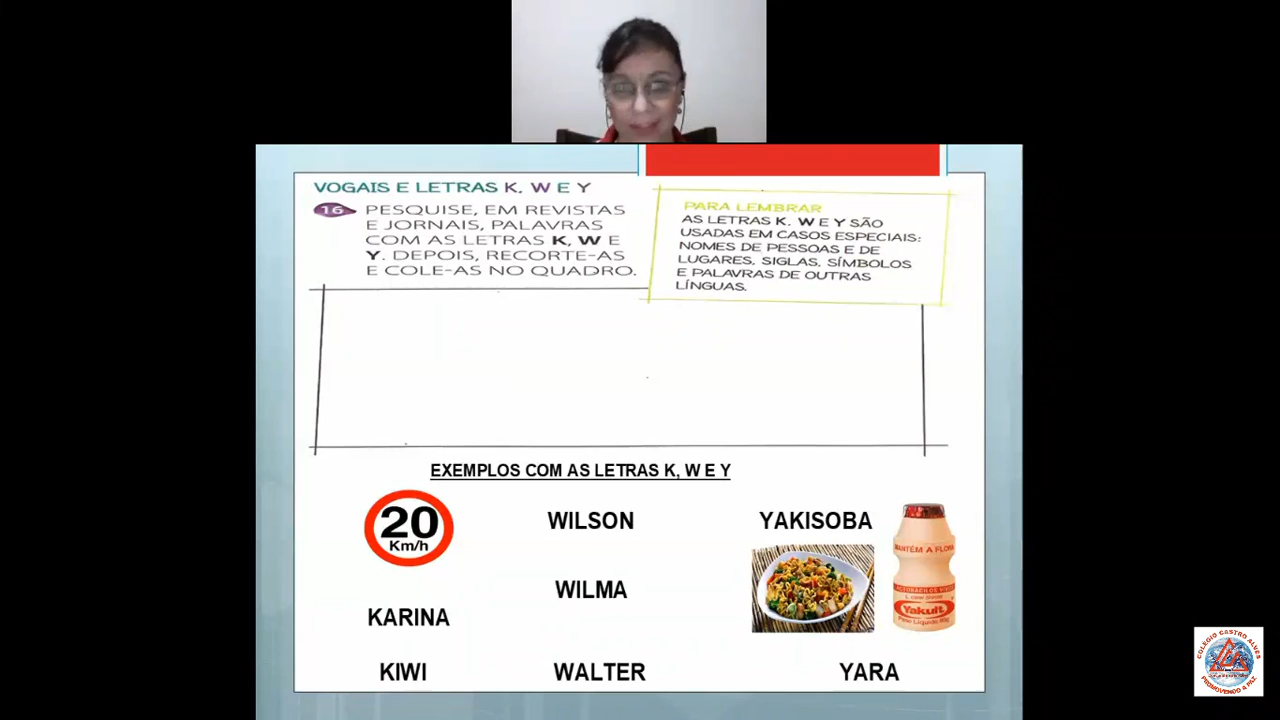 VOGAIS E LETRAS K, W E Y
16 PESQUISE, EM REVISTAS
E JORNAIS, PALAVRAS
COM AS LETRAS K, W E
Y. DEPOIS, RECORTE-AS
E COLE-AS NO QUADRO.
PARA LEMBRAR
AS LETRAS K, W E Y SÃO
USADAS EM CASOS ESPECIAIS:
NOMES DE PESSOAS E DE
LUGARES, SIGLAS, SÍMBOLOS
E PALAVRAS DE OUTRAS
LÍNGUAS.
EXEMPLOS COM AS LETRAS K, W E Y
20
Km/h
KARINA
KIWI
WILSON
WILMA
WALTER
YAKISOBA
MANTÉM A FLORA
LACTOBACILOS VIVOS
Yakult
YARA
COLÉGIO CASTRO ALVES
PROMOVENDO A PAZ